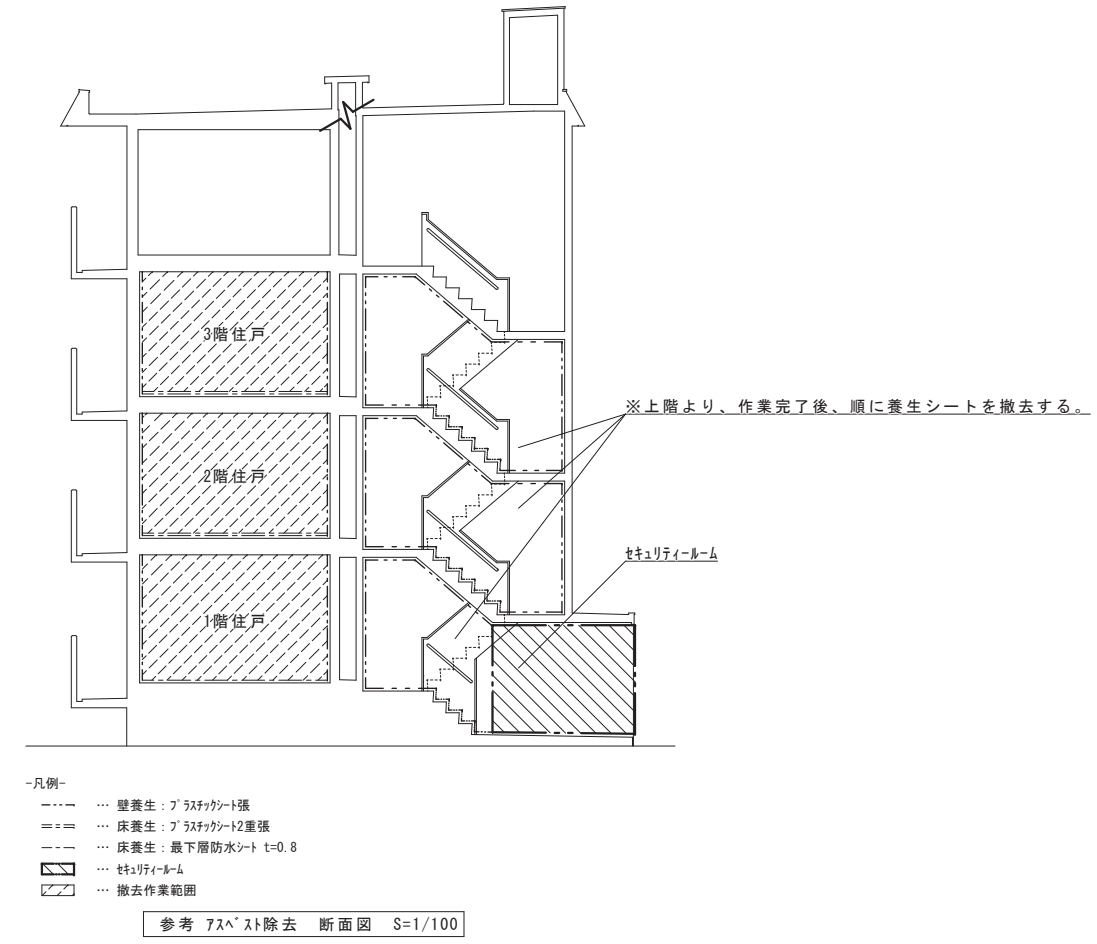 3階住戸
※上階より、作業完了後、順に養生シートを撤去する。
2階住戸
セキュリティールーム
1階住戸
-凡例-
… 壁養生：プラスチックシート張
… 床養生：プラスチックシート2重張
… 床養生：最下層防水シート t=0.8
… セキュリティールーム
… 撤去作業範囲
参考 アスベスト除去 断面図 S=1/100